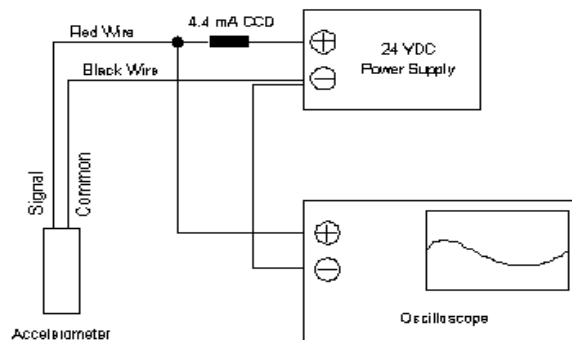 4.4 mA CCD
Red Wire
24 VDC
Power Supply
Black Wire
Signal
Common
Accelerometer
Oscilloscope